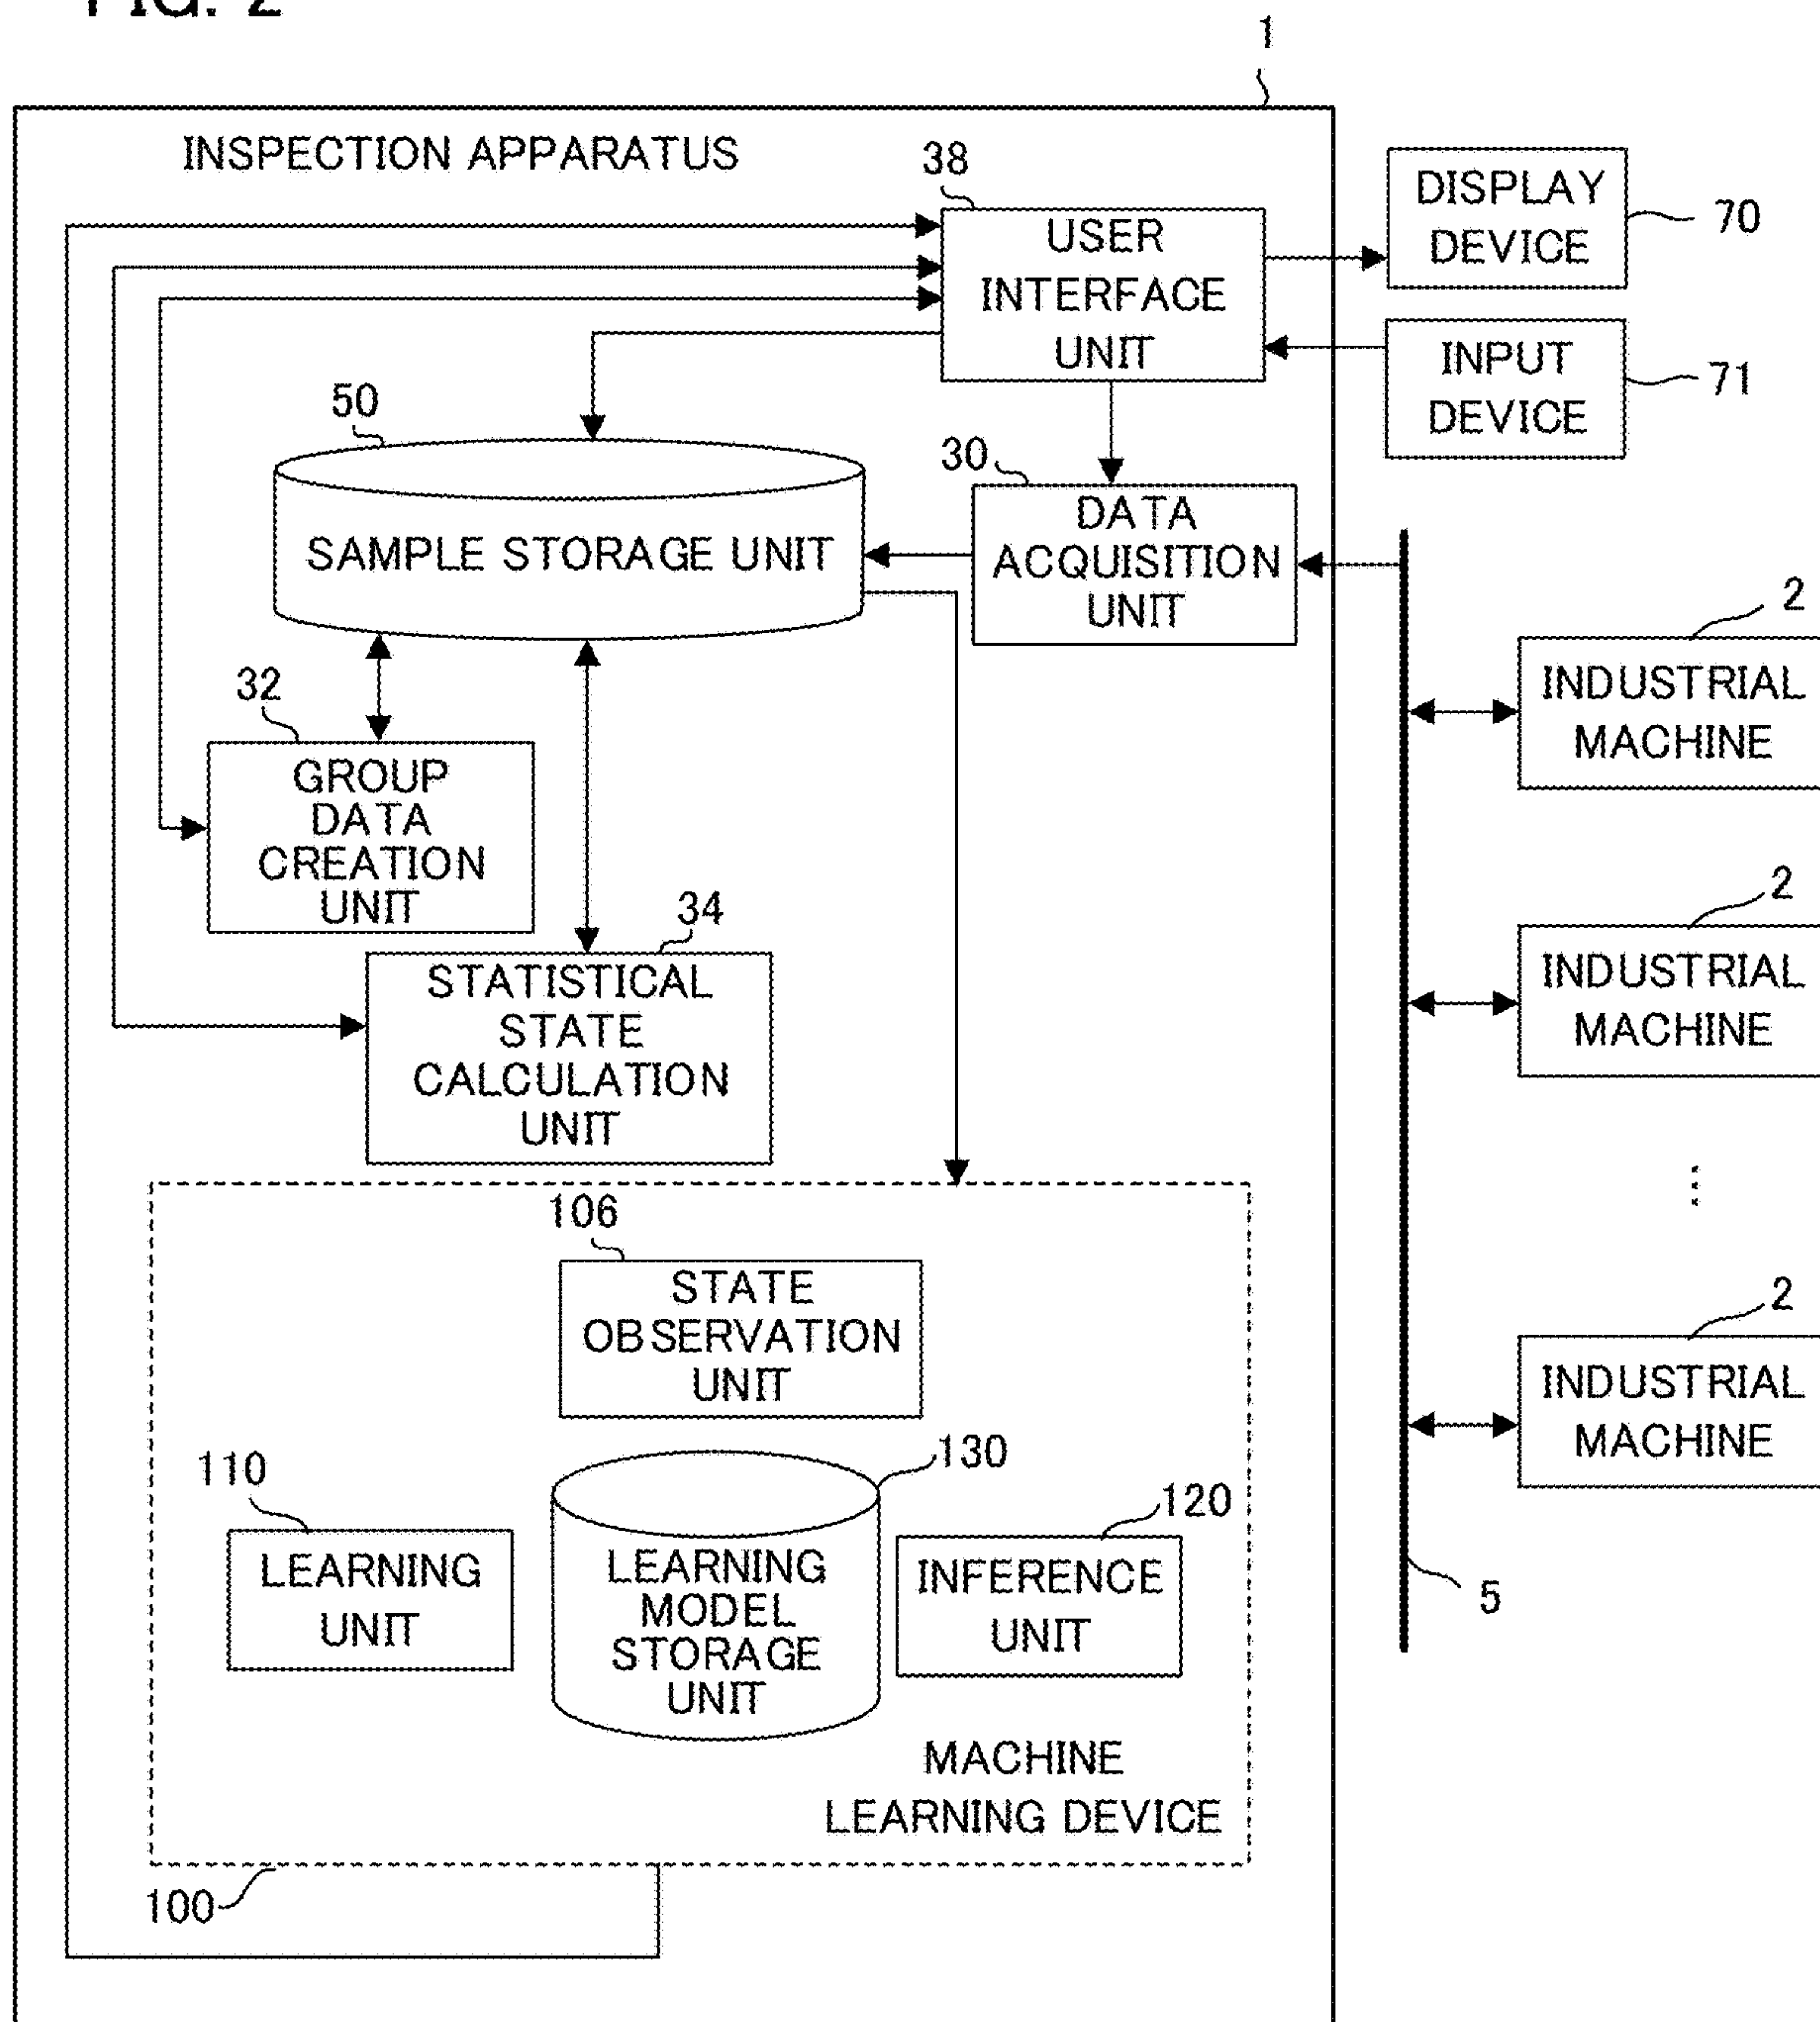 FIG. 2
1
INSPECTION APPARATUS
38
USER
INTERFACE
UNIT
DISPLAY
DEVICE
70
INPUT
DEVICE
71
50
SAMPLE STORAGE UNIT
30
DATA
ACQUISITION
UNIT
2
INDUSTRIAL
MACHINE
32
GROUP
DATA
CREATION
UNIT
2
INDUSTRIAL
MACHINE
34
STATISTICAL
STATE
CALCULATION
UNIT
...
106
STATE
OBSERVATION
UNIT
2
INDUSTRIAL
MACHINE
110
LEARNING
UNIT
130
LEARNING
MODEL
STORAGE
UNIT
120
INFERENCE
UNIT
5
MACHINE
LEARNING DEVICE
100